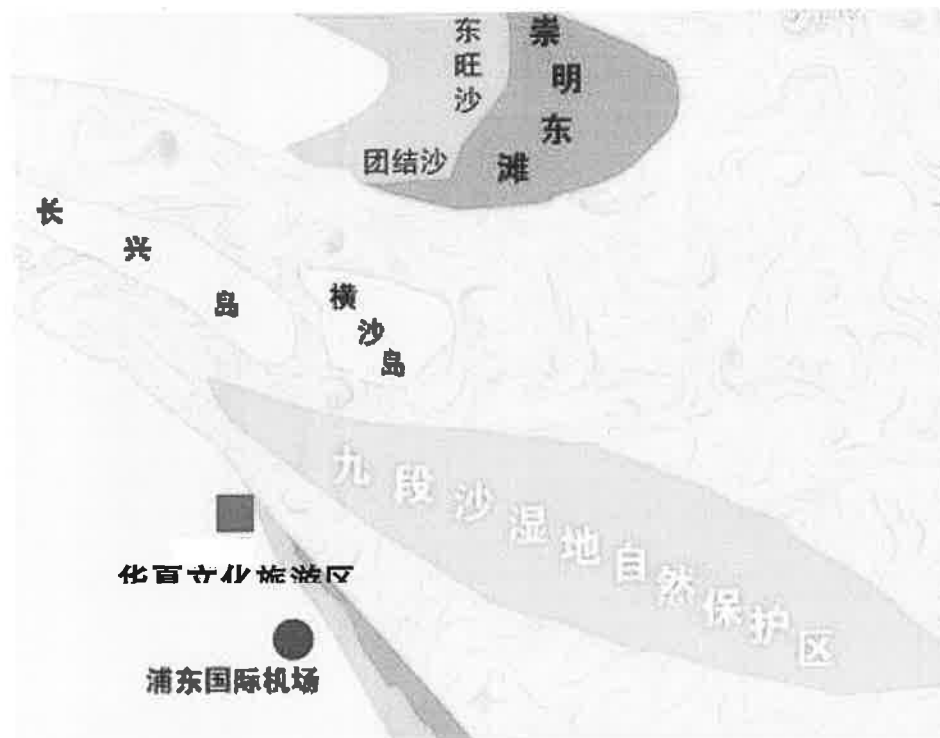 东旺沙
崇明东滩
团结沙
长兴岛
横沙岛
九段沙湿地自然保护区
华夏文化旅游区
浦东国际机场